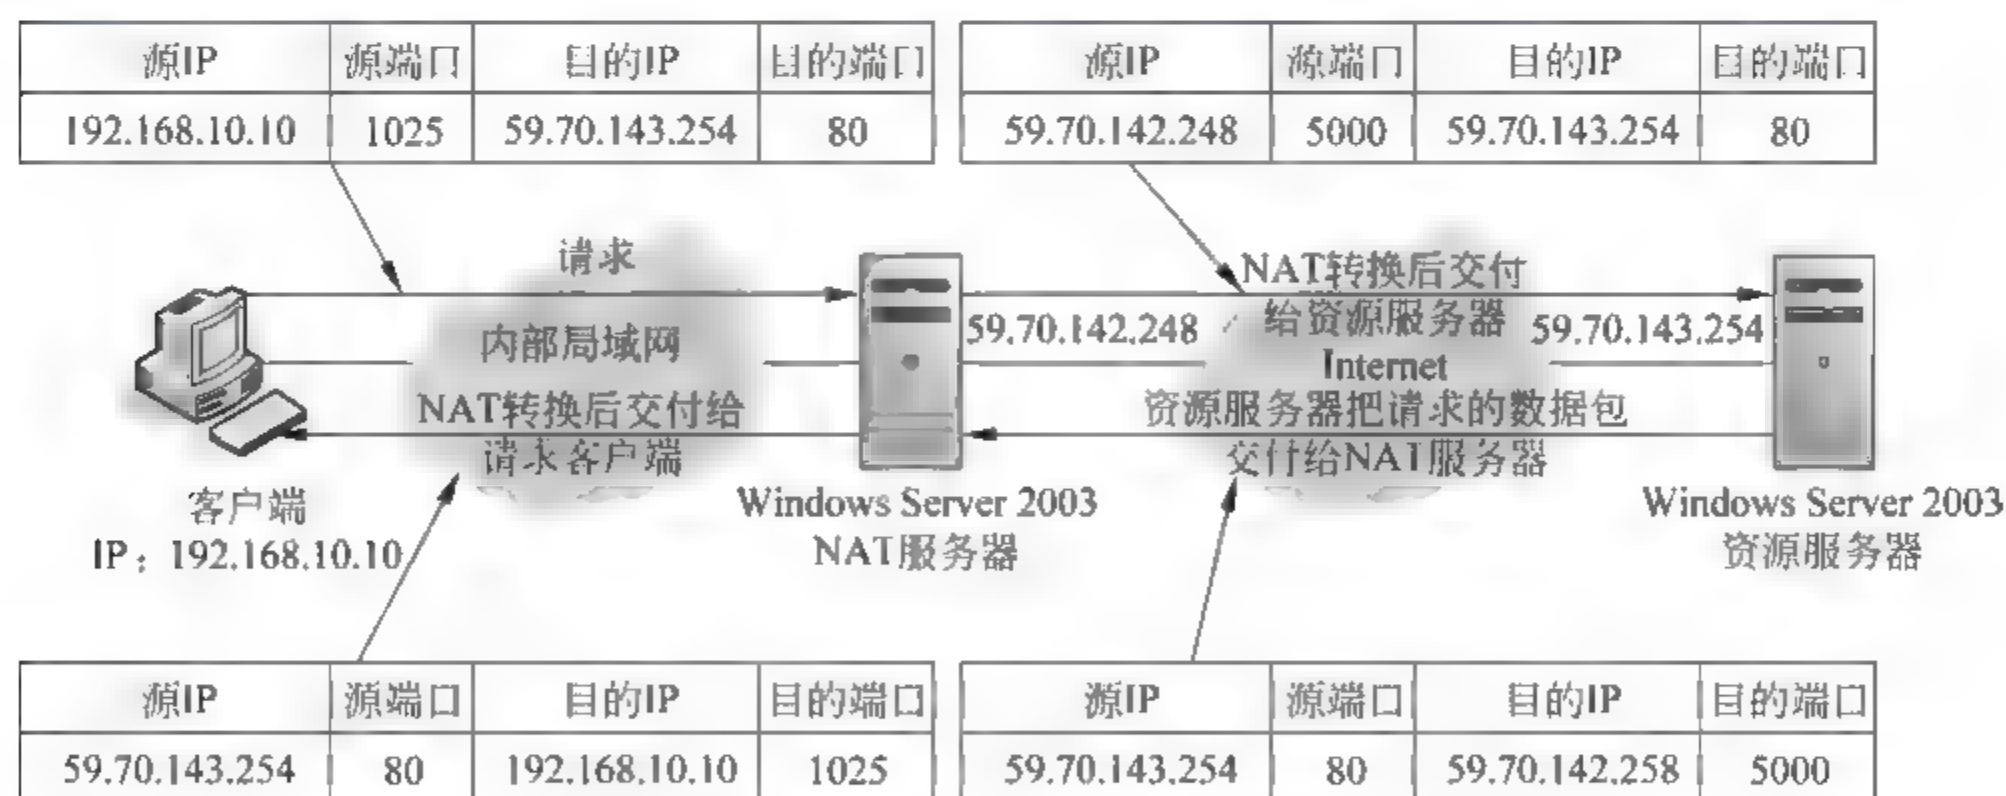 源IP 源端口 目的IP 目的端口 源IP 源端口 目的IP 目的端口
192.168.10.10 1025 59.70.143.254 80 59.70.142.248 5000 59.70.143.254 80
请求
内部局域网
NAT转换后交付给
请求客户端
客户端
IP：192.168.10.10
59.70.142.248
Windows Server 2003
NAT服务器
NAT转换后交付
给资源服务器
Internet
资源服务器把请求的数据包
交付给NAT服务器
59.70.143.254
Windows Server 2003
资源服务器
源IP 源端口 目的IP 目的端口 源IP 源端口 目的IP 目的端口
59.70.143.254 80 192.168.10.10 1025 59.70.143.254 80 59.70.142.258 5000